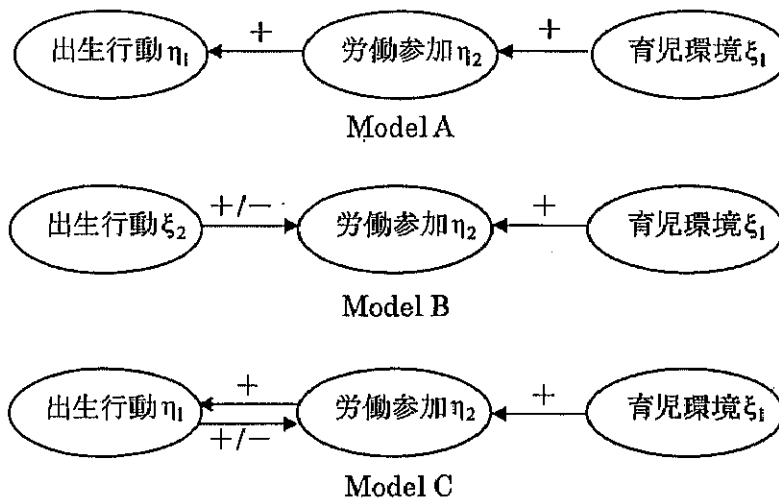 + +
出生行動η₁ 労働参加η₂ 育児環境ξ₁
Model A
+/− +
出生行動ξ₂ 労働参加η₂ 育児環境ξ₁
Model B
+ +
出生行動η₁ 労働参加η₂ 育児環境ξ₁
+/−
Model C